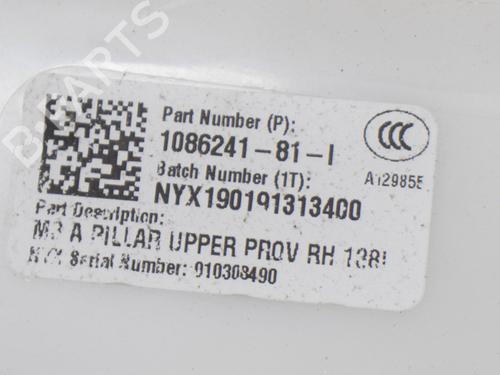 B-PARTS
Part Number (P):
1086241-81-I
Batch Number (1T):
NYX190191313400
CCC
A129855
Part Description:
M3 A PILLAR UPPER PROV RH
Serial Number: 010308490